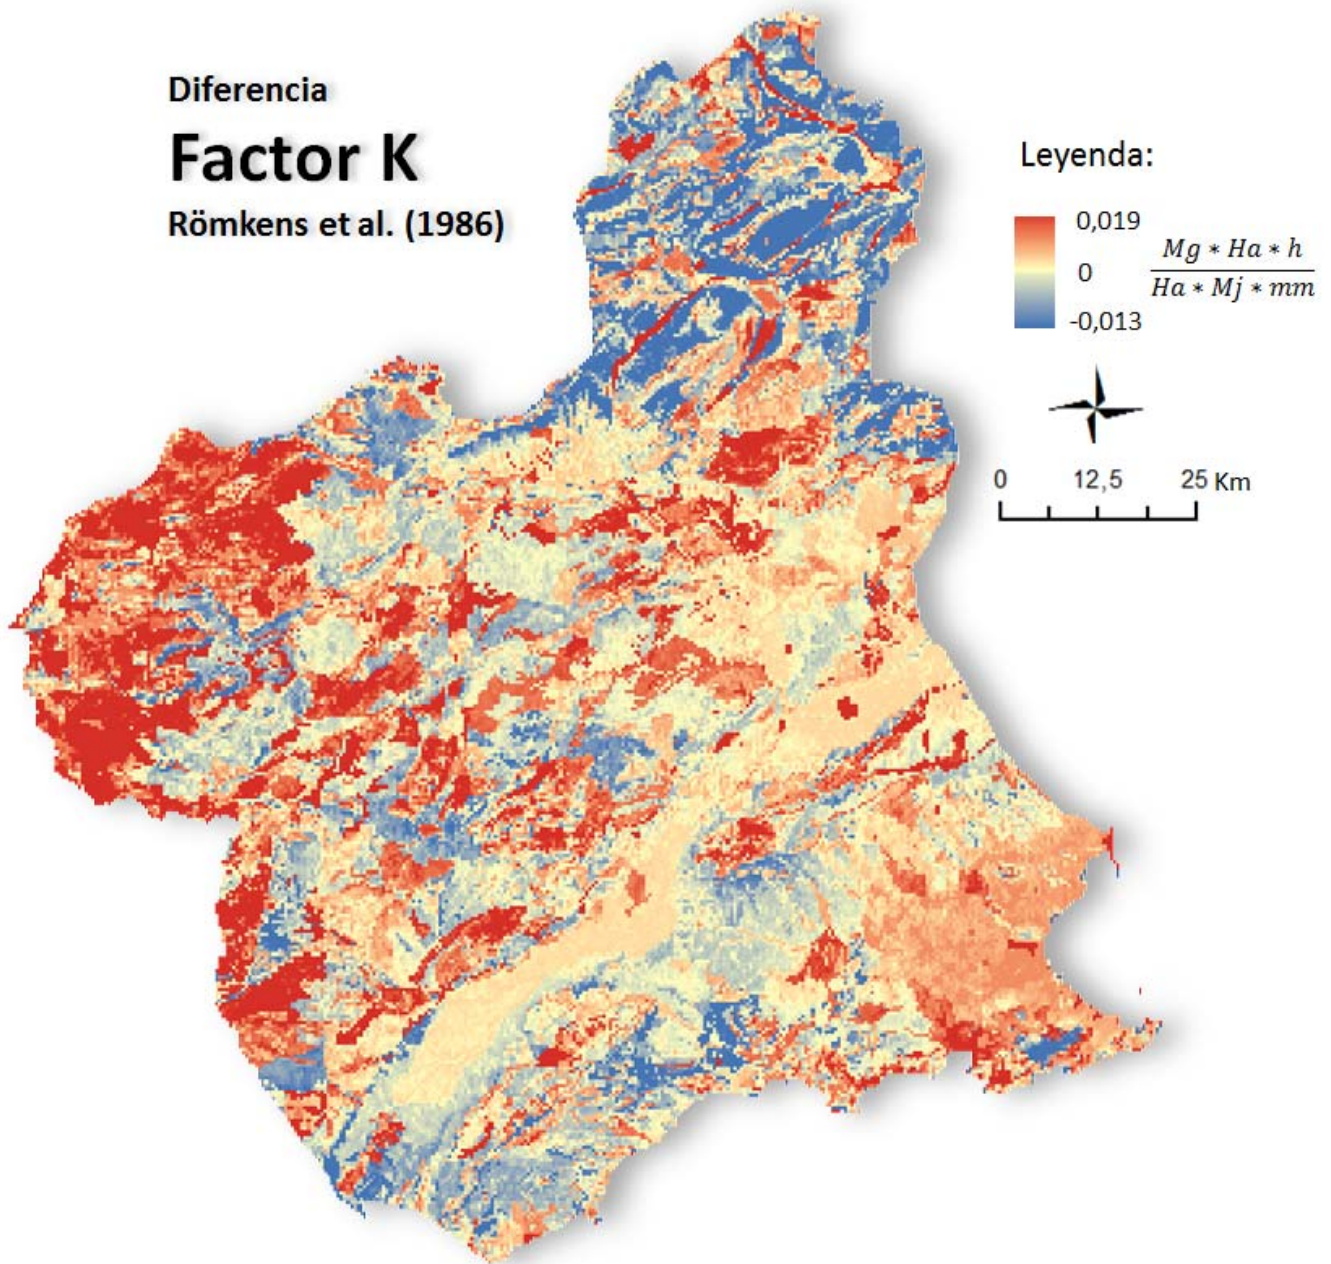 Diferencia
Factor K
Römkens et al. (1986)
Leyenda:
0,019
0
-0,013
Mg * Ha * h
Ha * Mj * mm
0 12,5 25 Km